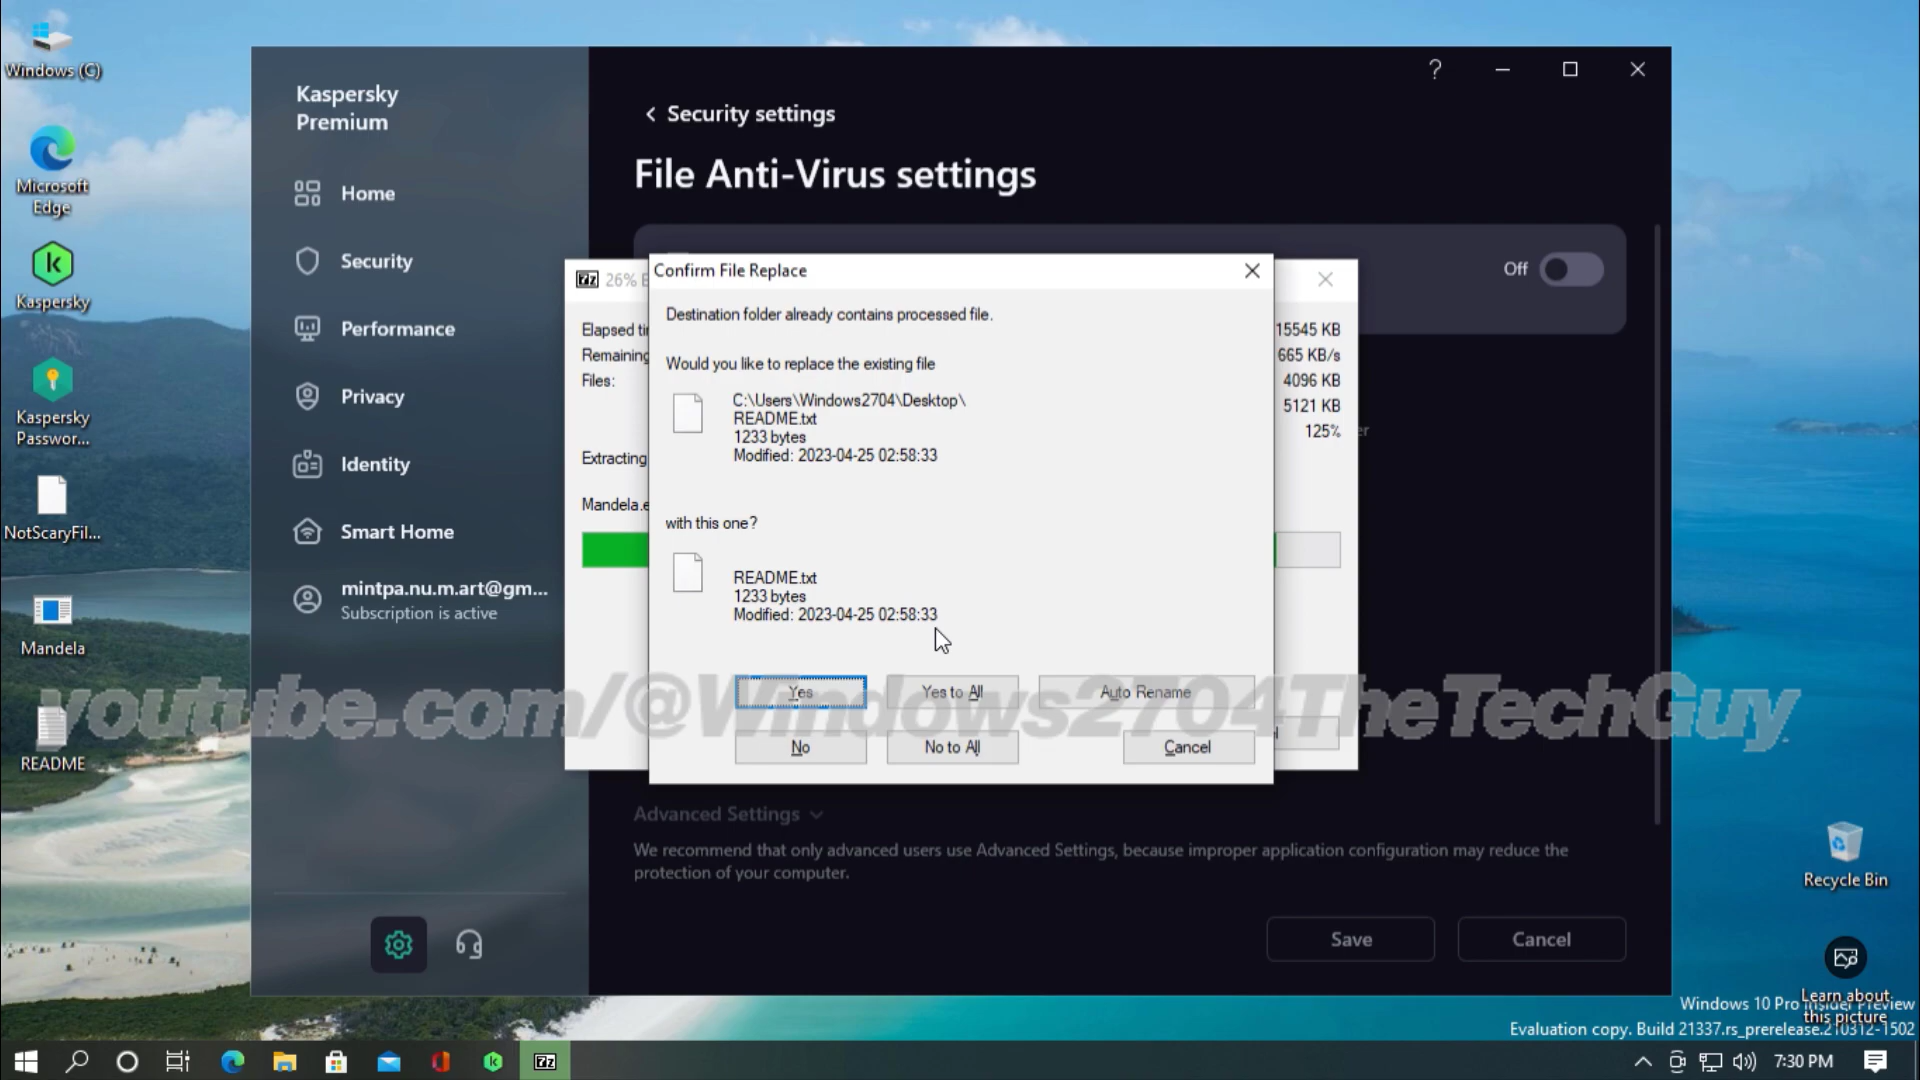 Windows (C)
Microsoft
Edge
Kaspersky
Kaspersky
Passwor...
NotScaryFil...
Mandela
README
Kaspersky
Premium
Home
Security
Performance
Privacy
Identity
Smart Home
mintpa.nu.m.art@gm...
Subscription is active
?
Security settings
File Anti-Virus settings
Off
7z 26%
Elapsed
Remaining
Files:
Extracting
15545 KB
665 KB/s
4096 KB
5121 KB
125%
Confirm File Replace
Destination folder already contains processed file.
Would you like to replace the existing file
C:\Users\Windows2704\Desktop\
README.txt
1233 bytes
Modified: 2023-04-25 02:58:33
with this one?
README.txt
1233 bytes
Modified: 2023-04-25 02:58:33
Yes
Yes to All
Auto Rename
No
No to All
Cancel
youtube.com/@Windows2704TheTechGuy
Advanced Settings
We recommend that only advanced users use Advanced Settings, because improper application configuration may reduce the
protection of your computer.
Save
Cancel
Recycle Bin
Learn about
this picture
Windows 10 Pro Insider Preview
Evaluation copy. Build 21337.rs_prerelease.210312-1502
7z
7:30 PM